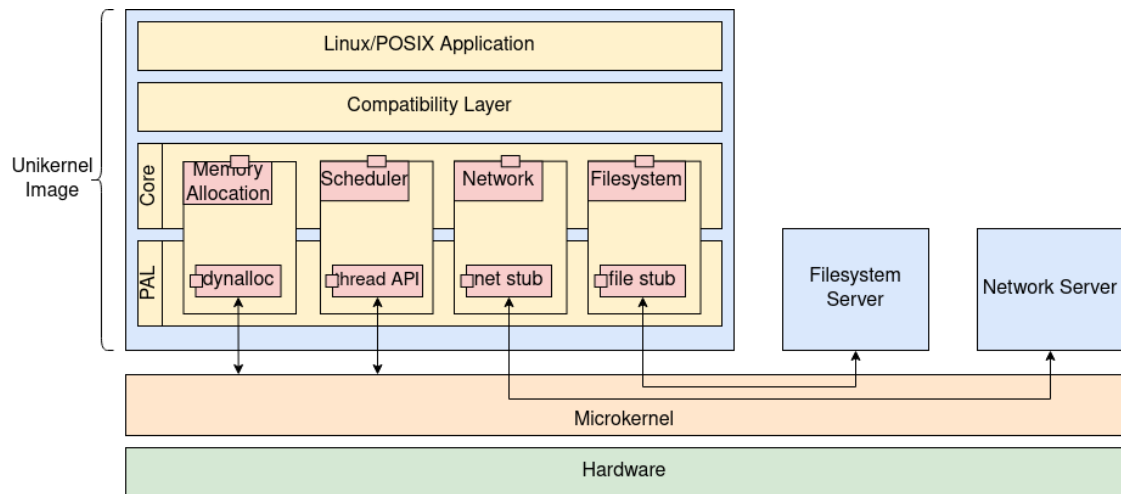 Linux/POSIX Application
Compatibility Layer
Unikernel
Image
Core
Memory
Allocation
Scheduler
Network
Filesystem
PAL
dynalloc
hread API
net stub
file stub
Filesystem
Server
Network Server
Microkernel
Hardware